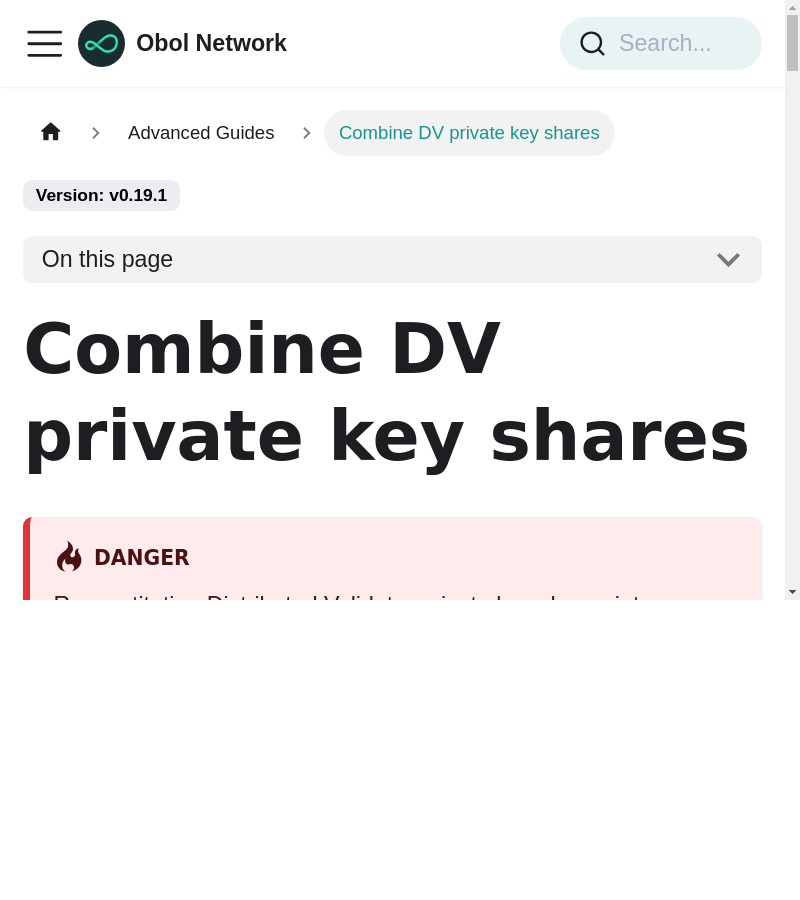 Obol Network
Search...
Advanced Guides
Combine DV private key shares
Version: v0.19.1
On this page
Combine DV
private key shares
DANGER